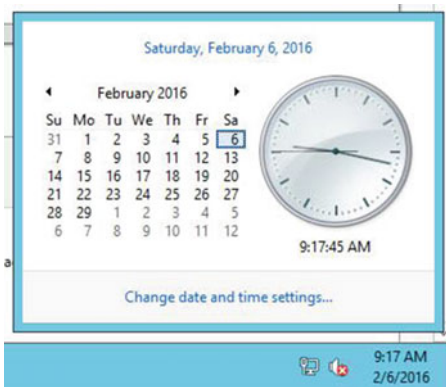 Saturday, February 6, 2016
February 2016
Su Mo Tu We Th Fr Sa
31 1 2 3 4 5 6
7 8 9 10 11 12 13
14 15 16 17 18 19 20
21 22 23 24 25 26 27
28 29 1 2 3 4 5
6 7 8 9 10 11 12
9:17:45 AM
Change date and time settings...
9:17 AM
2/6/2016